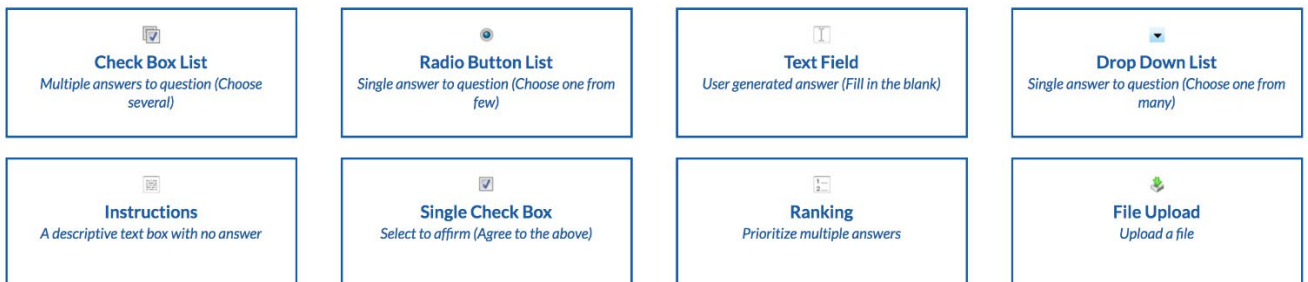 Check Box List
Multiple answers to question (Choose
several)
Radio Button List
Single answer to question (Choose one from
few)
Text Field
User generated answer (Fill in the blank)
Drop Down List
Single answer to question (Choose one from
many)
Instructions
A descriptive text box with no answer
Single Check Box
Select to affirm (Agree to the above)
1
2
Ranking
Prioritize multiple answers
File Upload
Upload a file